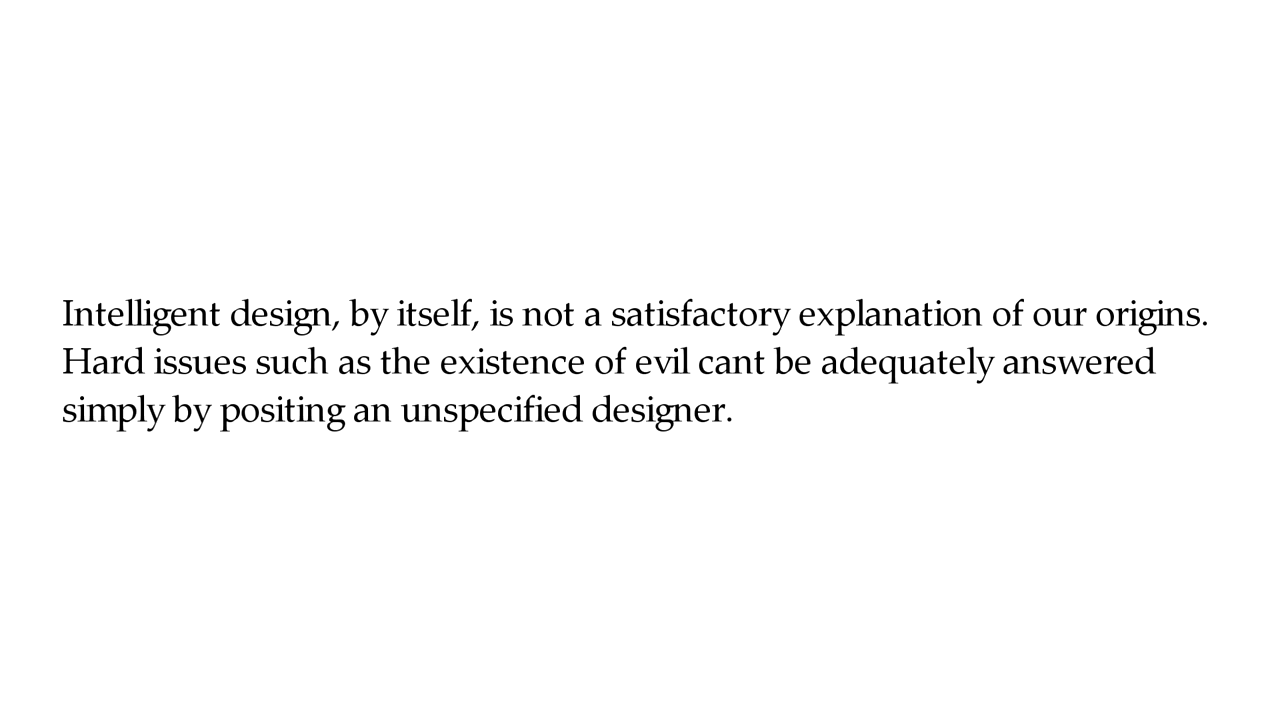 Intelligent design, by itself, is not a satisfactory explanation of our origins.
Hard issues such as the existence of evil cant be adequately answered
simply by positing an unspecified designer.